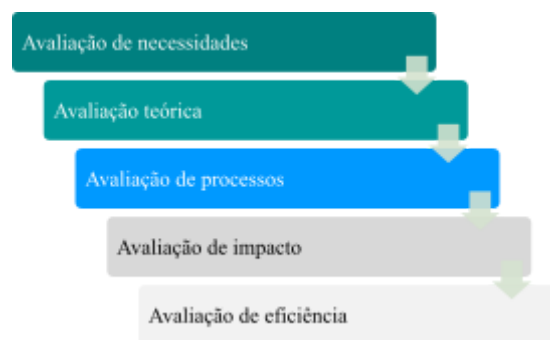 Avaliação de necessidades
Avaliação teórica
Avaliação de processos
Avaliação de impacto
Avaliação de eficiência